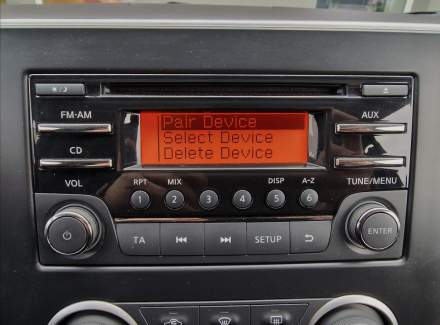 FM·AM
AUX
Pair Device
Select Device
Delete Device
CD
VOL
RPT
MIX
DISP
A-Z
TUNE/MENU
1
2
3
4
5
6
TA
SETUP
ENTER